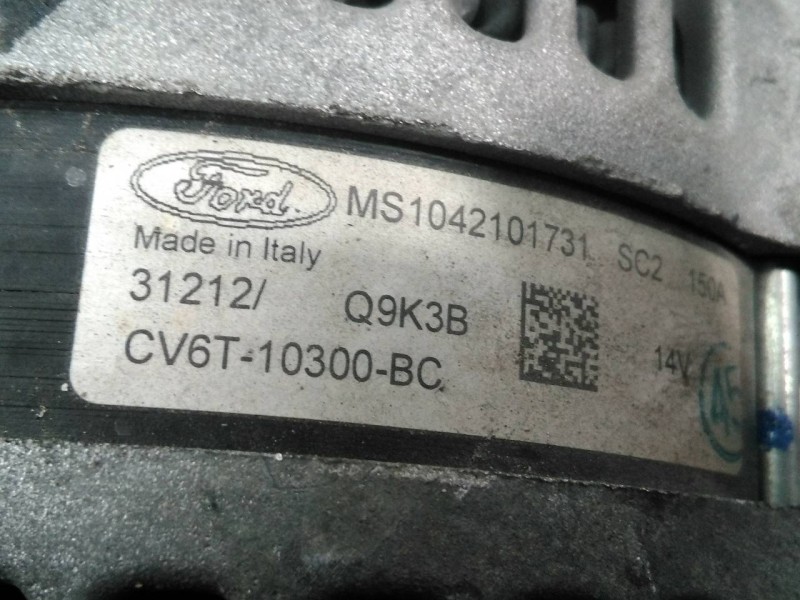 Ford MS1042101731 SC2 150A
Made in Italy
31212/ Q9K3B 14V
CV6T-10300-BC